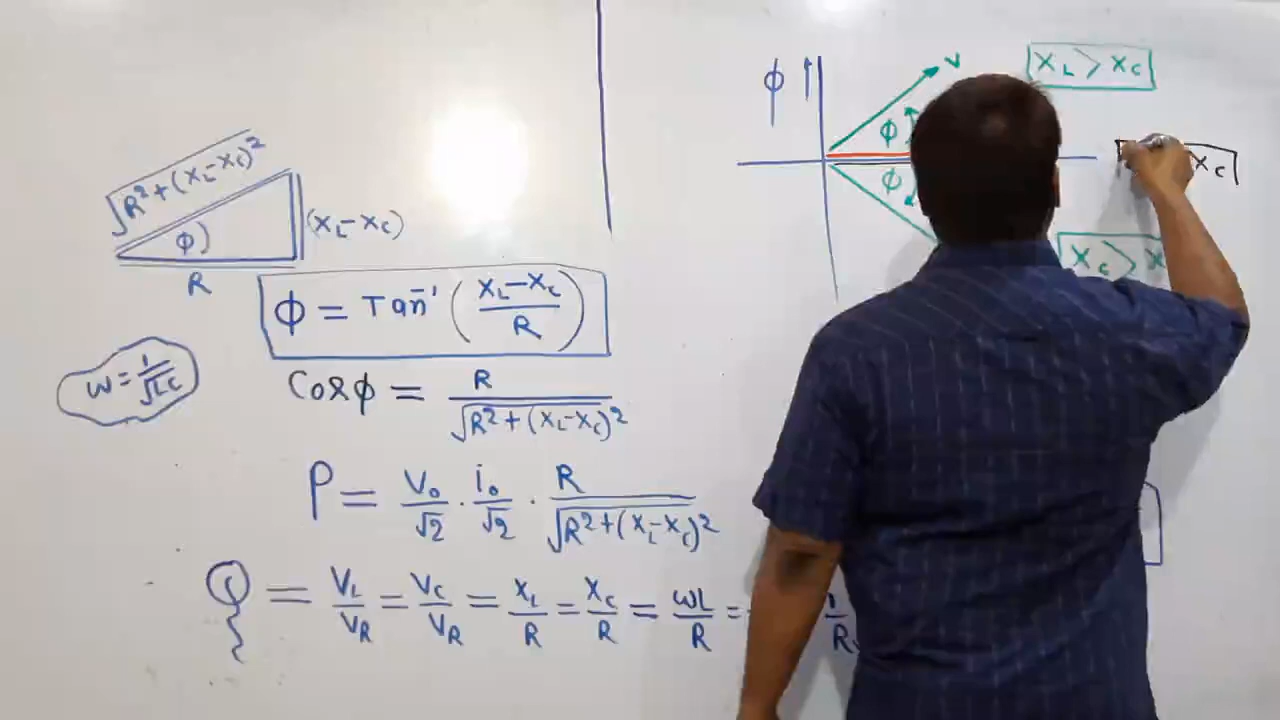 √R²+(X_L−X_C)²
ϕ
(X_L−X_C)
R
ϕ = Tan⁻¹ ( X_L−X_C / R )
ω = 1/√LC
Cosϕ = R / √R²+(X_L−X_C)²
P = V₀/√2 · i₀/√2 · R / √R²+(X_L−X_C)²
Q = V_L/V_R = V_C/V_R = X_L/R = X_C/R = ωL/R =
ϕ ↑
V
X_L > X_C
ϕ
X_C
ϕ
X_C >